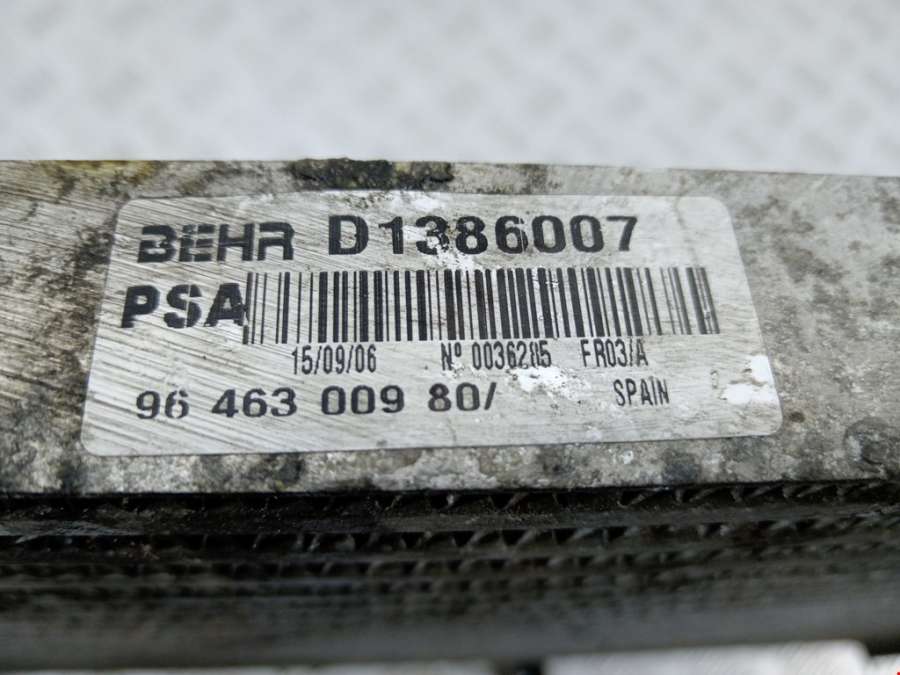 BEHR D1386007
PSA
15/09/06 Nº 0036285 FR03/A
96 463 009 80/ SPAIN